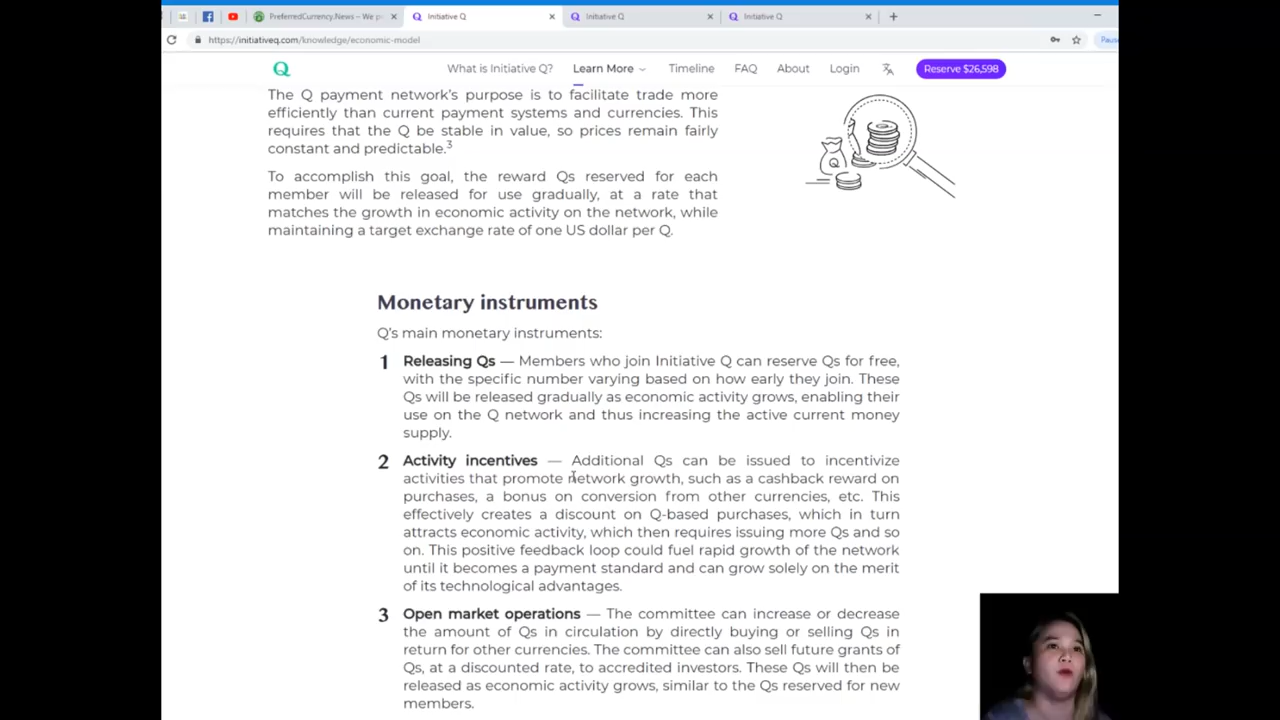 PreferredCurrency.News – We pr
Initiative Q
Initiative Q
Initiative Q
https://initiativeq.com/knowledge/economic-model
Paus
Q
What is Initiative Q?
Learn More
Timeline
FAQ
About
Login
Reserve $26,598
The Q payment network's purpose is to facilitate trade more
efficiently than current payment systems and currencies. This
requires that the Q be stable in value, so prices remain fairly
constant and predictable.3
To accomplish this goal, the reward Qs reserved for each
member will be released for use gradually, at a rate that
matches the growth in economic activity on the network, while
maintaining a target exchange rate of one US dollar per Q.
Q
Monetary instruments
Q's main monetary instruments:
1 Releasing Qs — Members who join Initiative Q can reserve Qs for free,
with the specific number varying based on how early they join. These
Qs will be released gradually as economic activity grows, enabling their
use on the Q network and thus increasing the active current money
supply.
2 Activity incentives — Additional Qs can be issued to incentivize
activities that promote network growth, such as a cashback reward on
purchases, a bonus on conversion from other currencies, etc. This
effectively creates a discount on Q-based purchases, which in turn
attracts economic activity, which then requires issuing more Qs and so
on. This positive feedback loop could fuel rapid growth of the network
until it becomes a payment standard and can grow solely on the merit
of its technological advantages.
3 Open market operations — The committee can increase or decrease
the amount of Qs in circulation by directly buying or selling Qs in
return for other currencies. The committee can also sell future grants of
Qs, at a discounted rate, to accredited investors. These Qs will then be
released as economic activity grows, similar to the Qs reserved for new
members.